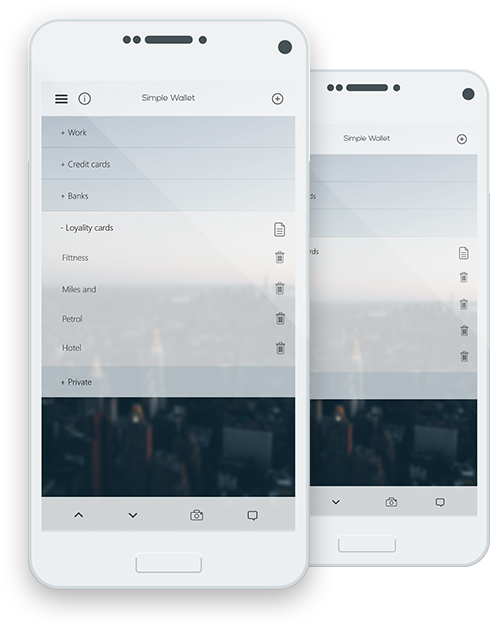 Simple Wallet
+ Work
+ Credit cards
+ Banks
- Loyality cards
Fittness
Miles and
Petrol
Hotel
+ Private
Simple Wallet
ds
rds